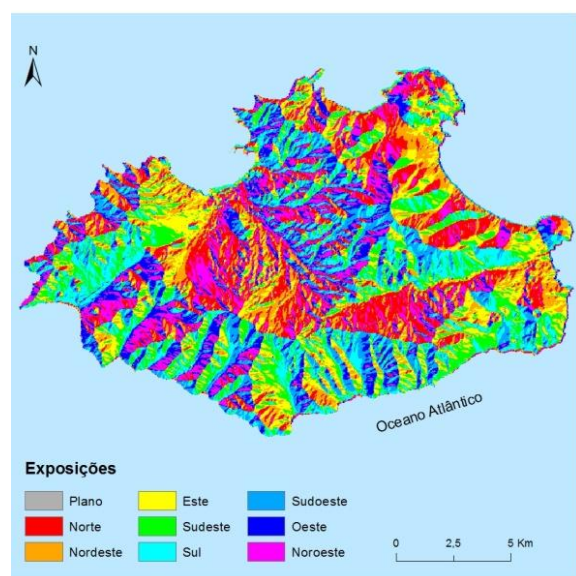 N
Oceano Atlântico
Exposições
Plano
Este
Sudoeste
Norte
Sudeste
Oeste
Nordeste
Sul
Noroeste
0 2,5 5 Km